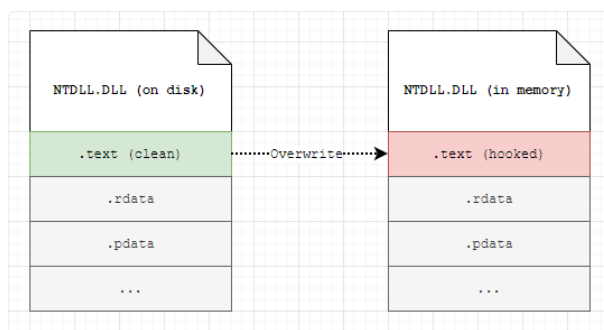 NTDLL.DLL (on disk)
NTDLL.DLL (in memory)
.text (clean)
Overwrite
.text (hooked)
.rdata
.rdata
.pdata
.pdata
...
...